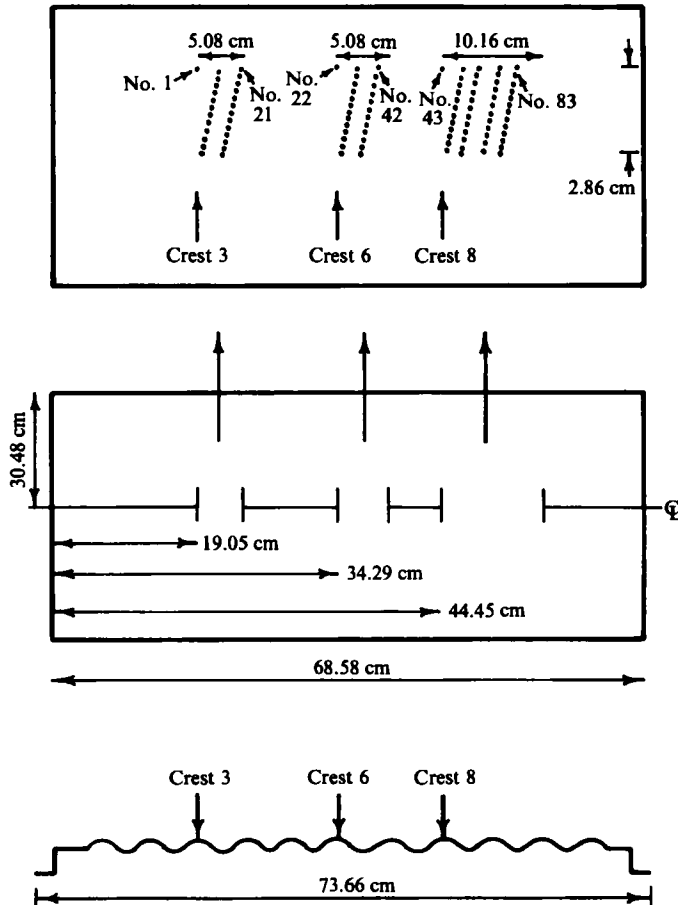 5.08 cm 5.08 cm 10.16 cm
No. 1 No. 21 No. 22 No. 42 No. 43 No. 83
2.86 cm
Crest 3 Crest 6 Crest 8
30.48 cm
℄
19.05 cm
34.29 cm
44.45 cm
68.58 cm
Crest 3 Crest 6 Crest 8
73.66 cm